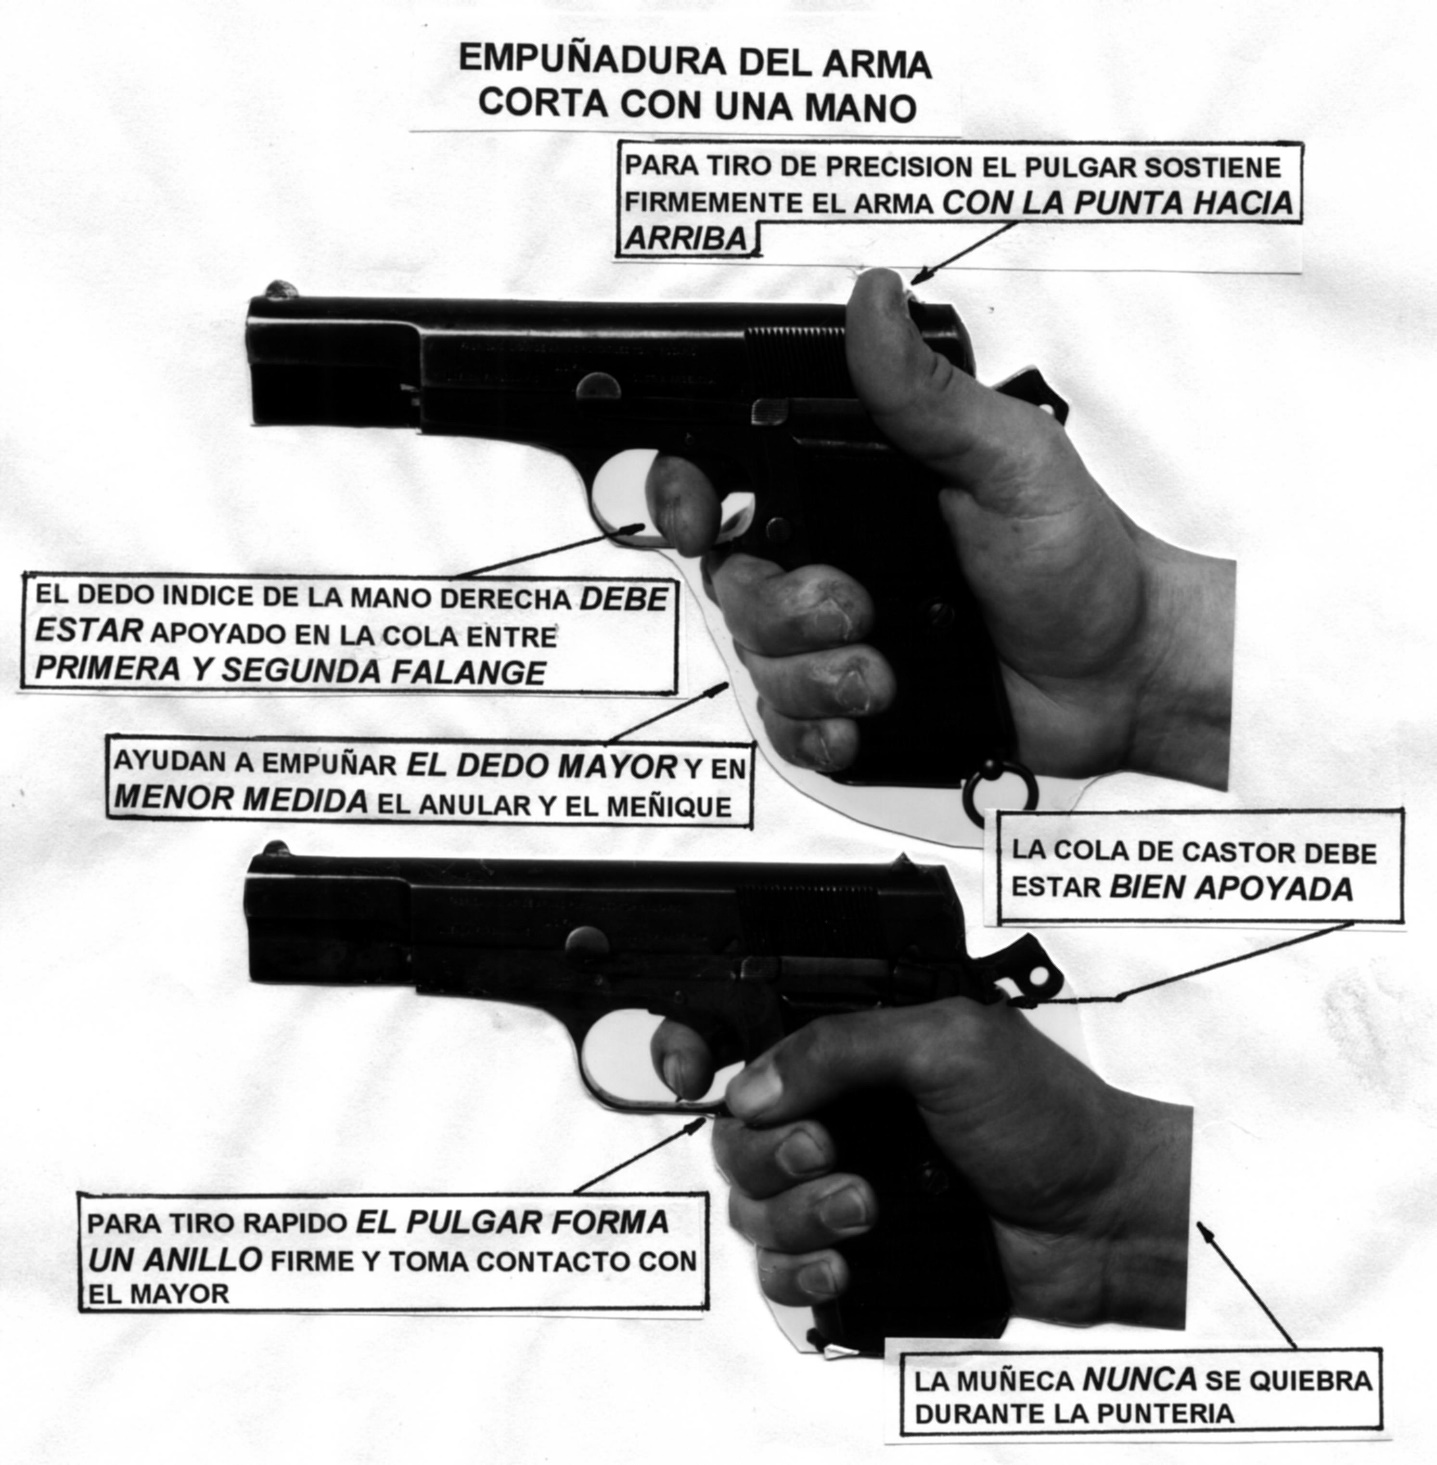 EMPUÑADURA DEL ARMA
CORTA CON UNA MANO
PARA TIRO DE PRECISION EL PULGAR SOSTIENE
FIRMEMENTE EL ARMA CON LA PUNTA HACIA
ARRIBA
EL DEDO INDICE DE LA MANO DERECHA DEBE
ESTAR APOYADO EN LA COLA ENTRE
PRIMERA Y SEGUNDA FALANGE
AYUDAN A EMPUÑAR EL DEDO MAYOR Y EN
MENOR MEDIDA EL ANULAR Y EL MEÑIQUE
LA COLA DE CASTOR DEBE
ESTAR BIEN APOYADA
PARA TIRO RAPIDO EL PULGAR FORMA
UN ANILLO FIRME Y TOMA CONTACTO CON
EL MAYOR
LA MUÑECA NUNCA SE QUIEBRA
DURANTE LA PUNTERIA